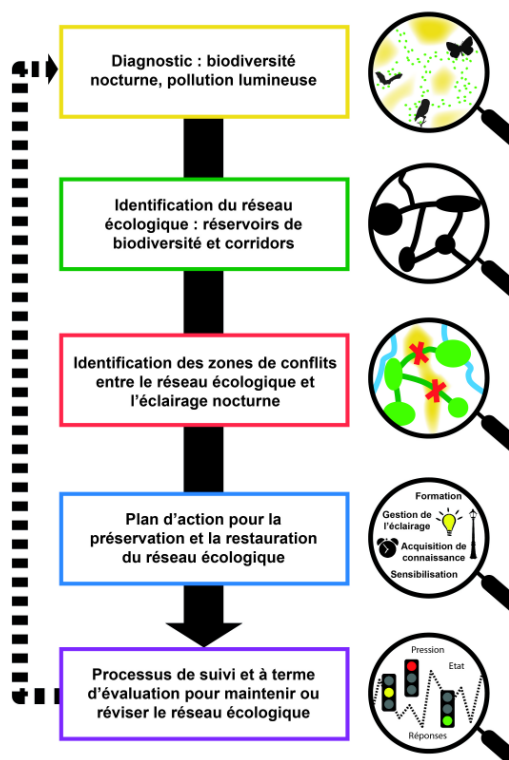 Diagnostic : biodiversité
nocturne, pollution lumineuse
Identification du réseau
écologique : réservoirs de
biodiversité et corridors
Identification des zones de conflits
entre le réseau écologique et
l'éclairage nocturne
Plan d'action pour la
préservation et la restauration
du réseau écologique
Formation
Gestion de
l'éclairage
Acquisition de
connaissance
Sensibilisation
Processus de suivi et à terme
d'évaluation pour maintenir ou
réviser le réseau écologique
Pression
Etat
Réponses